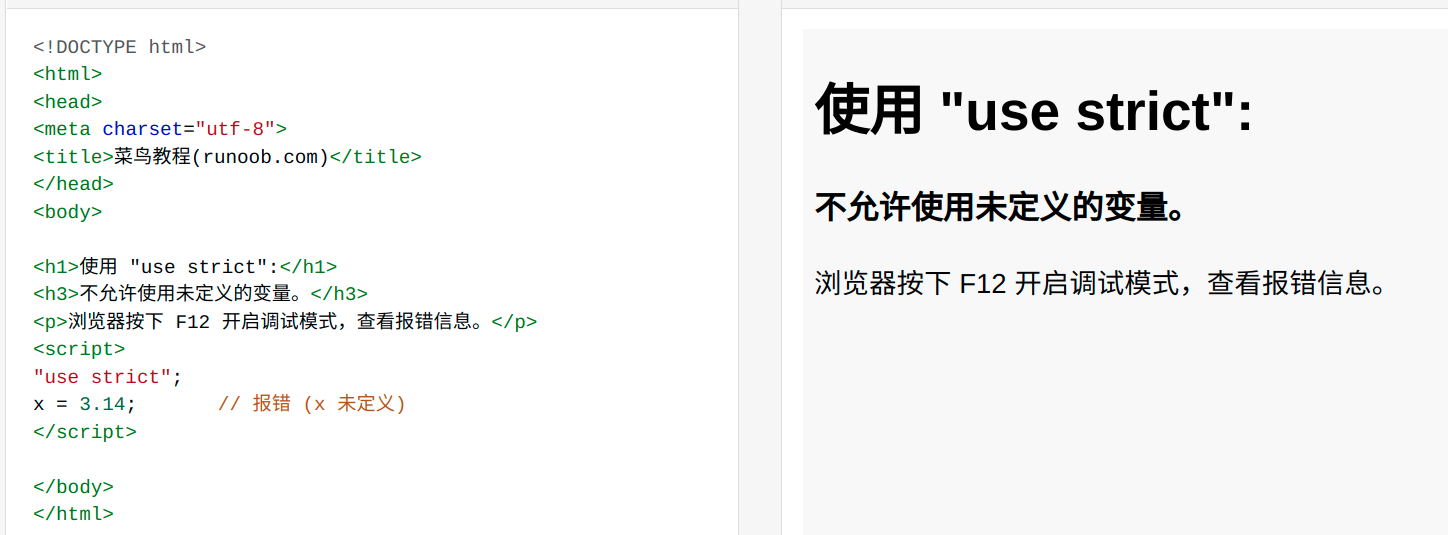 <!DOCTYPE html>
<html>
<head>
<meta charset="utf-8">
<title>菜鸟教程(runoob.com)</title>
</head>
<body>
<h1>使用 "use strict":</h1>
<h3>不允许使用未定义的变量。</h3>
<p>浏览器按下 F12 开启调试模式，查看报错信息。</p>
<script>
"use strict";
x = 3.14;       // 报错 (x 未定义)
</script>
</body>
</html>
使用 "use strict":
不允许使用未定义的变量。
浏览器按下 F12 开启调试模式，查看报错信息。